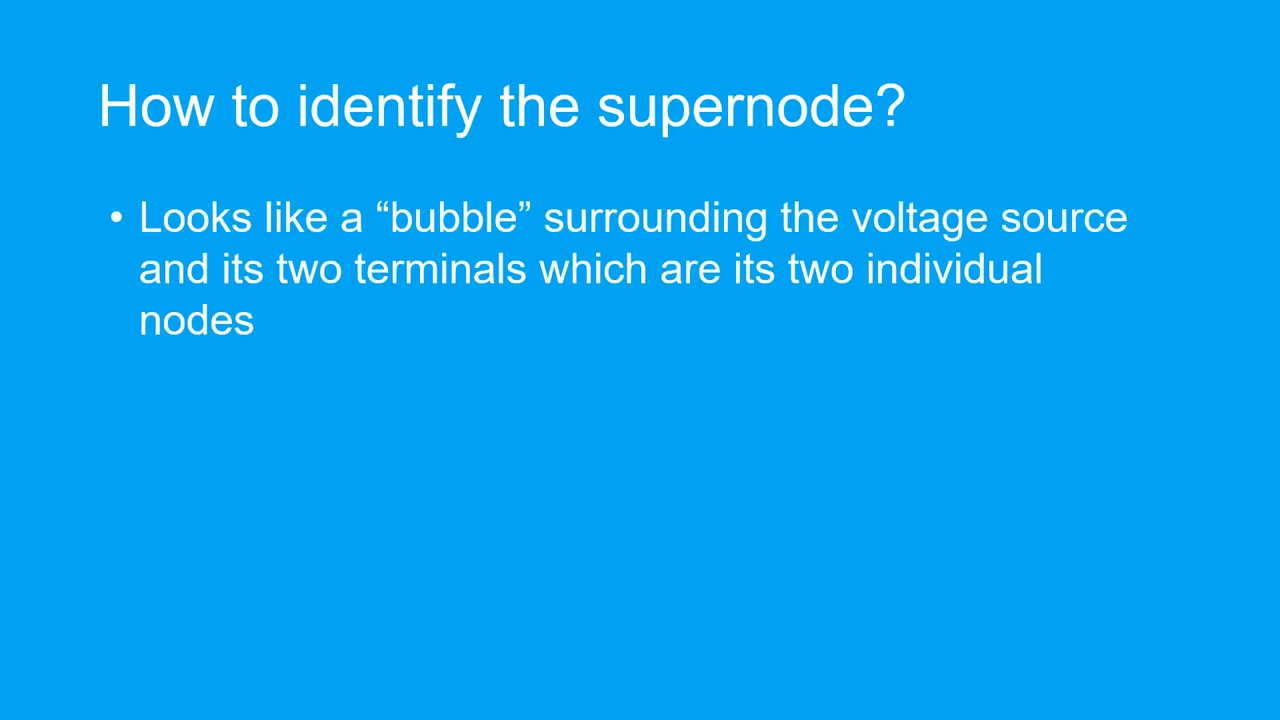 How to identify the supernode?
• Looks like a “bubble” surrounding the voltage source
and its two terminals which are its two individual
nodes